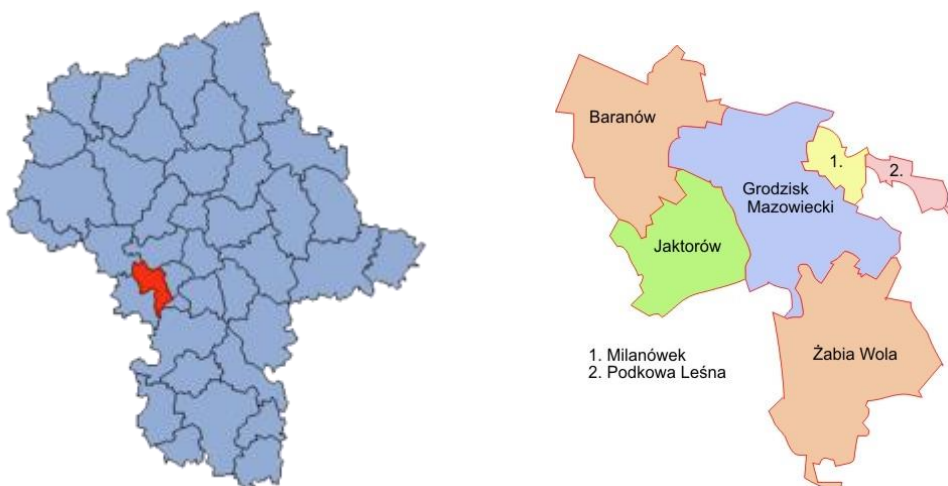 Baranów
1.
2.
Grodzisk
Mazowiecki
Jaktorów
Żabia Wola
1. Milanówek
2. Podkowa Leśna